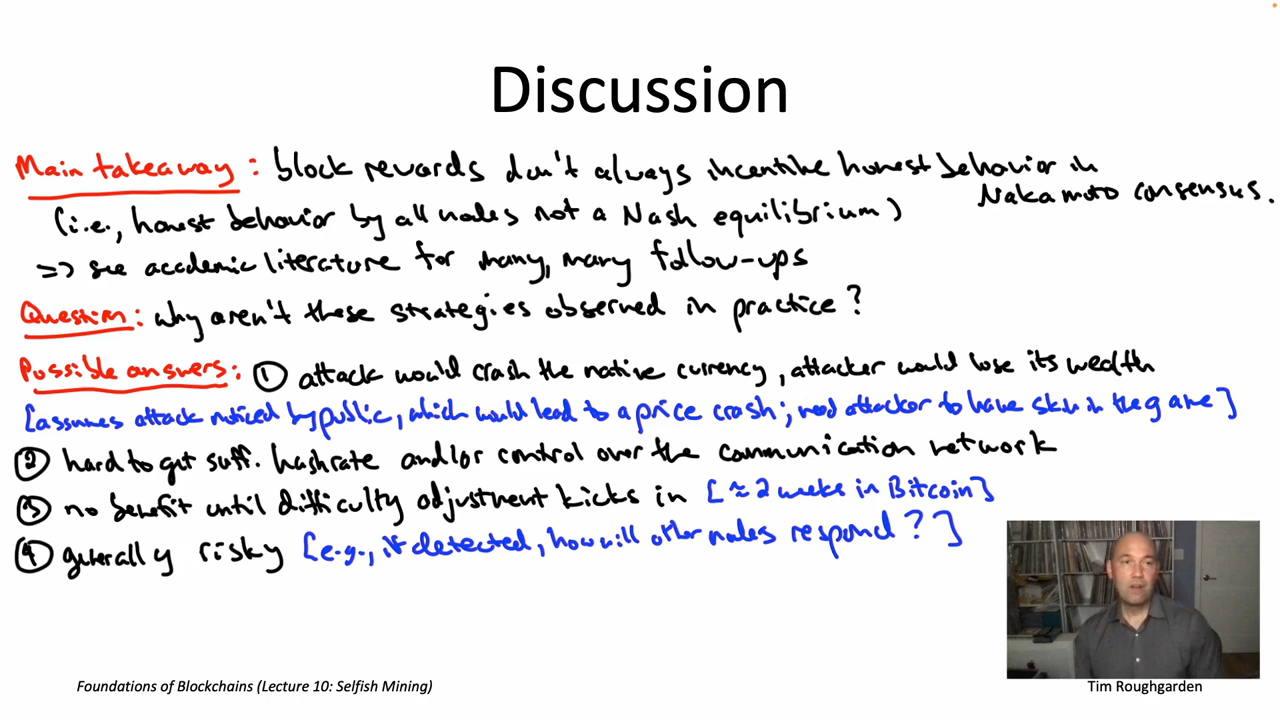 Discussion
Main takeaway: block rewards don't always incentivize honest behavior in
Nakamoto consensus.
(i.e., honest behavior by all nodes not a Nash equilibrium)
=> see academic literature for many, many follow-ups
Question: why aren't these strategies observed in practice?
Possible answers: ① attack would crash the native currency, attacker would lose its wealth
[assumes attack noticed by public, which would lead to a price crash; need attacker to have skin in the game]
② hard to get suff. hashrate and/or control over the communication network
③ no benefit until difficulty adjustment kicks in [≈2 weeks in Bitcoin]
④ generally risky [e.g., if detected, how will other nodes respond?]
Foundations of Blockchains (Lecture 10: Selfish Mining)
Tim Roughgarden